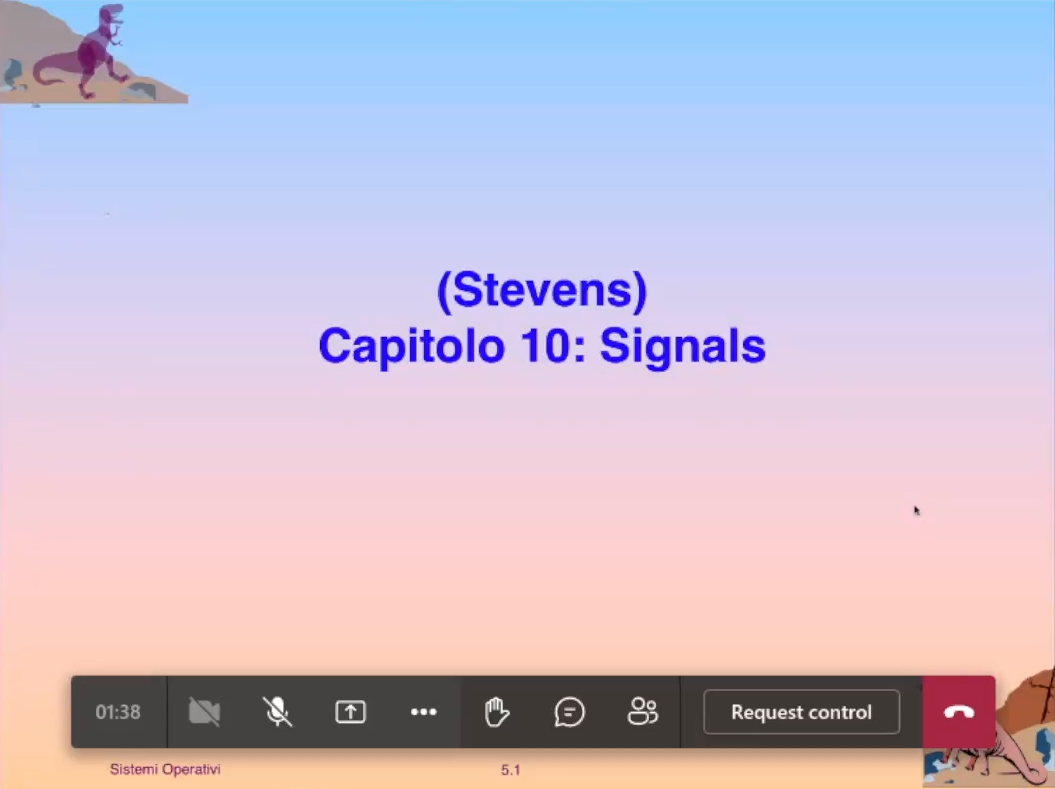 (Stevens)
Capitolo 10: Signals
01:38
Request control
Sistemi Operativi
5.1